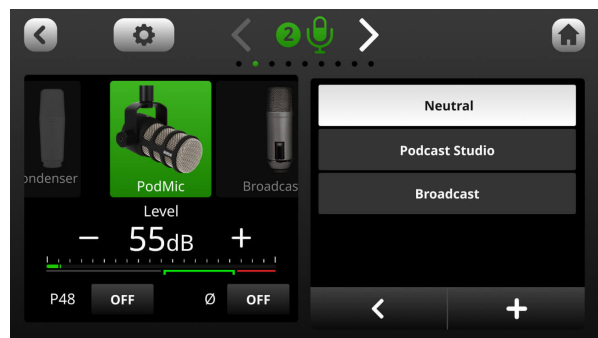 2
Neutral
Podcast Studio
Broadcast
ondenser
PodMic
Broadcas
Level
− 55dB +
P48 OFF Ø OFF